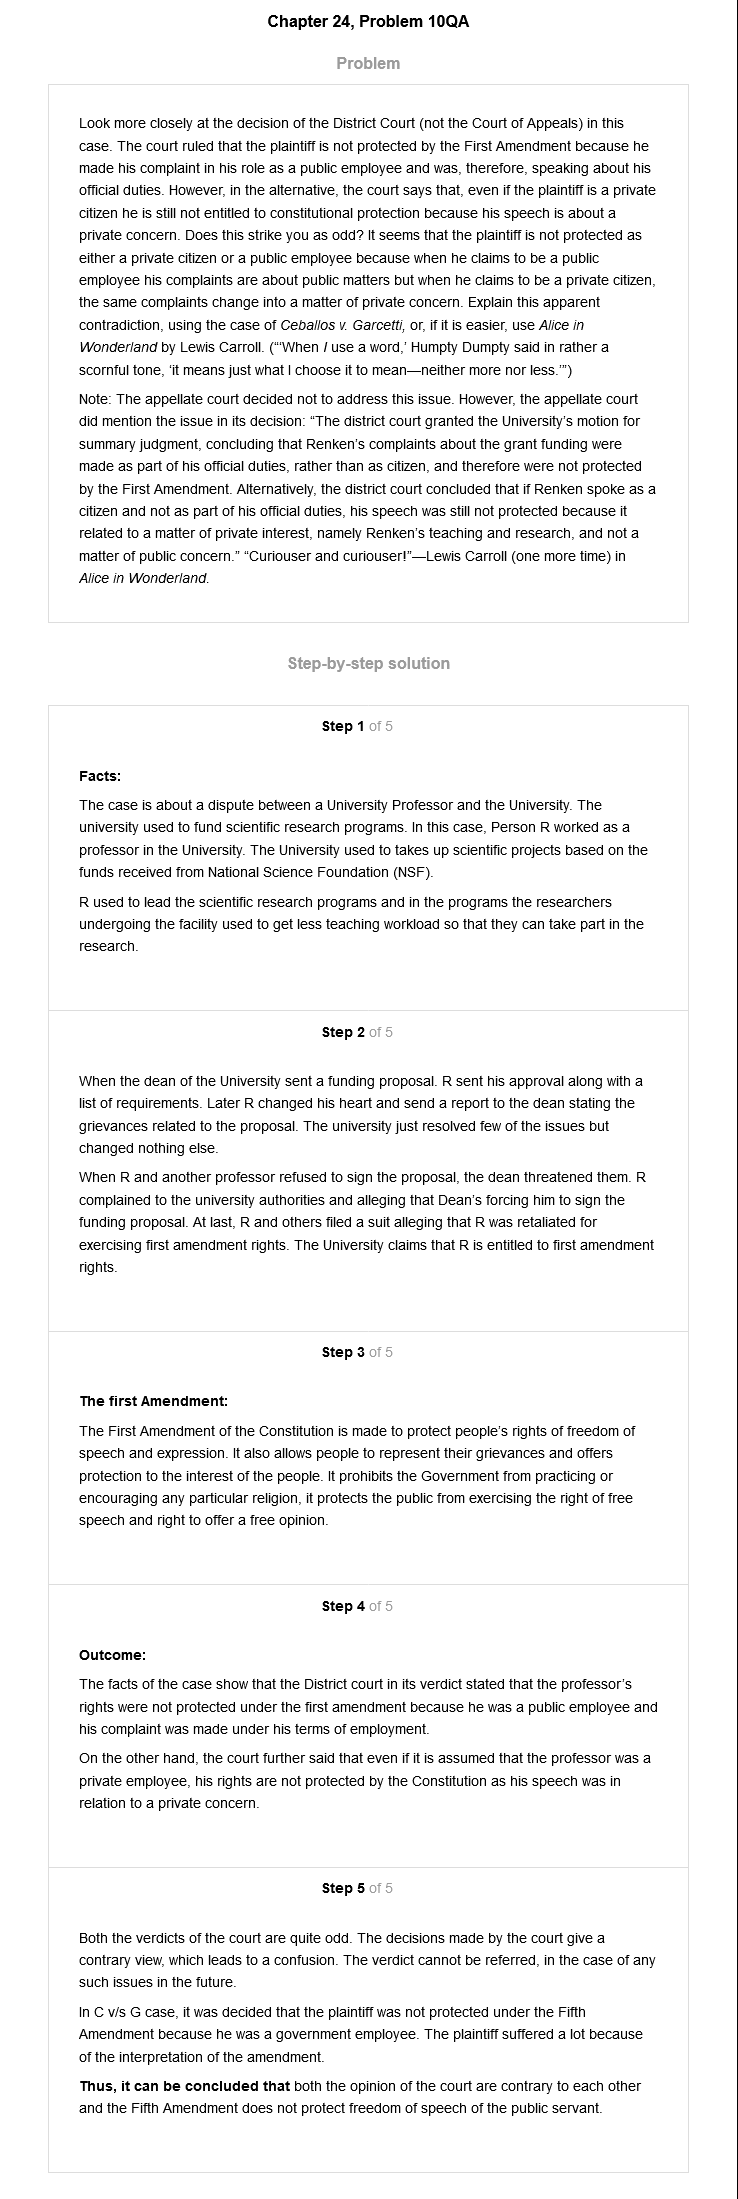 Chapter 24, Problem 10QA
Problem
Look more closely at the decision of the District Court (not the Court of Appeals) in this
case. The court ruled that the plaintiff is not protected by the First Amendment because he
made his complaint in his role as a public employee and was, therefore, speaking about his
official duties. However, in the alternative, the court says that, even if the plaintiff is a private
citizen he is still not entitled to constitutional protection because his speech is about a
private concern. Does this strike you as odd? It seems that the plaintiff is not protected as
either a private citizen or a public employee because when he claims to be a public
employee his complaints are about public matters but when he claims to be a private citizen,
the same complaints change into a matter of private concern. Explain this apparent
contradiction, using the case of Ceballos v. Garcetti, or, if it is easier, use Alice in
Wonderland by Lewis Carroll. (“‘When I use a word,’ Humpty Dumpty said in rather a
scornful tone, ‘it means just what I choose it to mean—neither more nor less.’”)
Note: The appellate court decided not to address this issue. However, the appellate court
did mention the issue in its decision: “The district court granted the University’s motion for
summary judgment, concluding that Renken’s complaints about the grant funding were
made as part of his official duties, rather than as citizen, and therefore were not protected
by the First Amendment. Alternatively, the district court concluded that if Renken spoke as a
citizen and not as part of his official duties, his speech was still not protected because it
related to a matter of private interest, namely Renken’s teaching and research, and not a
matter of public concern.” “Curiouser and curiouser!”—Lewis Carroll (one more time) in
Alice in Wonderland.
Step-by-step solution
Step 1 of 5
Facts:
The case is about a dispute between a University Professor and the University. The
university used to fund scientific research programs. In this case, Person R worked as a
professor in the University. The University used to takes up scientific projects based on the
funds received from National Science Foundation (NSF).
R used to lead the scientific research programs and in the programs the researchers
undergoing the facility used to get less teaching workload so that they can take part in the
research.
Step 2 of 5
When the dean of the University sent a funding proposal. R sent his approval along with a
list of requirements. Later R changed his heart and send a report to the dean stating the
grievances related to the proposal. The university just resolved few of the issues but
changed nothing else.
When R and another professor refused to sign the proposal, the dean threatened them. R
complained to the university authorities and alleging that Dean’s forcing him to sign the
funding proposal. At last, R and others filed a suit alleging that R was retaliated for
exercising first amendment rights. The University claims that R is entitled to first amendment
rights.
Step 3 of 5
The first Amendment:
The First Amendment of the Constitution is made to protect people’s rights of freedom of
speech and expression. It also allows people to represent their grievances and offers
protection to the interest of the people. It prohibits the Government from practicing or
encouraging any particular religion, it protects the public from exercising the right of free
speech and right to offer a free opinion.
Step 4 of 5
Outcome:
The facts of the case show that the District court in its verdict stated that the professor’s
rights were not protected under the first amendment because he was a public employee and
his complaint was made under his terms of employment.
On the other hand, the court further said that even if it is assumed that the professor was a
private employee, his rights are not protected by the Constitution as his speech was in
relation to a private concern.
Step 5 of 5
Both the verdicts of the court are quite odd. The decisions made by the court give a
contrary view, which leads to a confusion. The verdict cannot be referred, in the case of any
such issues in the future.
In C v/s G case, it was decided that the plaintiff was not protected under the Fifth
Amendment because he was a government employee. The plaintiff suffered a lot because
of the interpretation of the amendment.
Thus, it can be concluded that both the opinion of the court are contrary to each other
and the Fifth Amendment does not protect freedom of speech of the public servant.